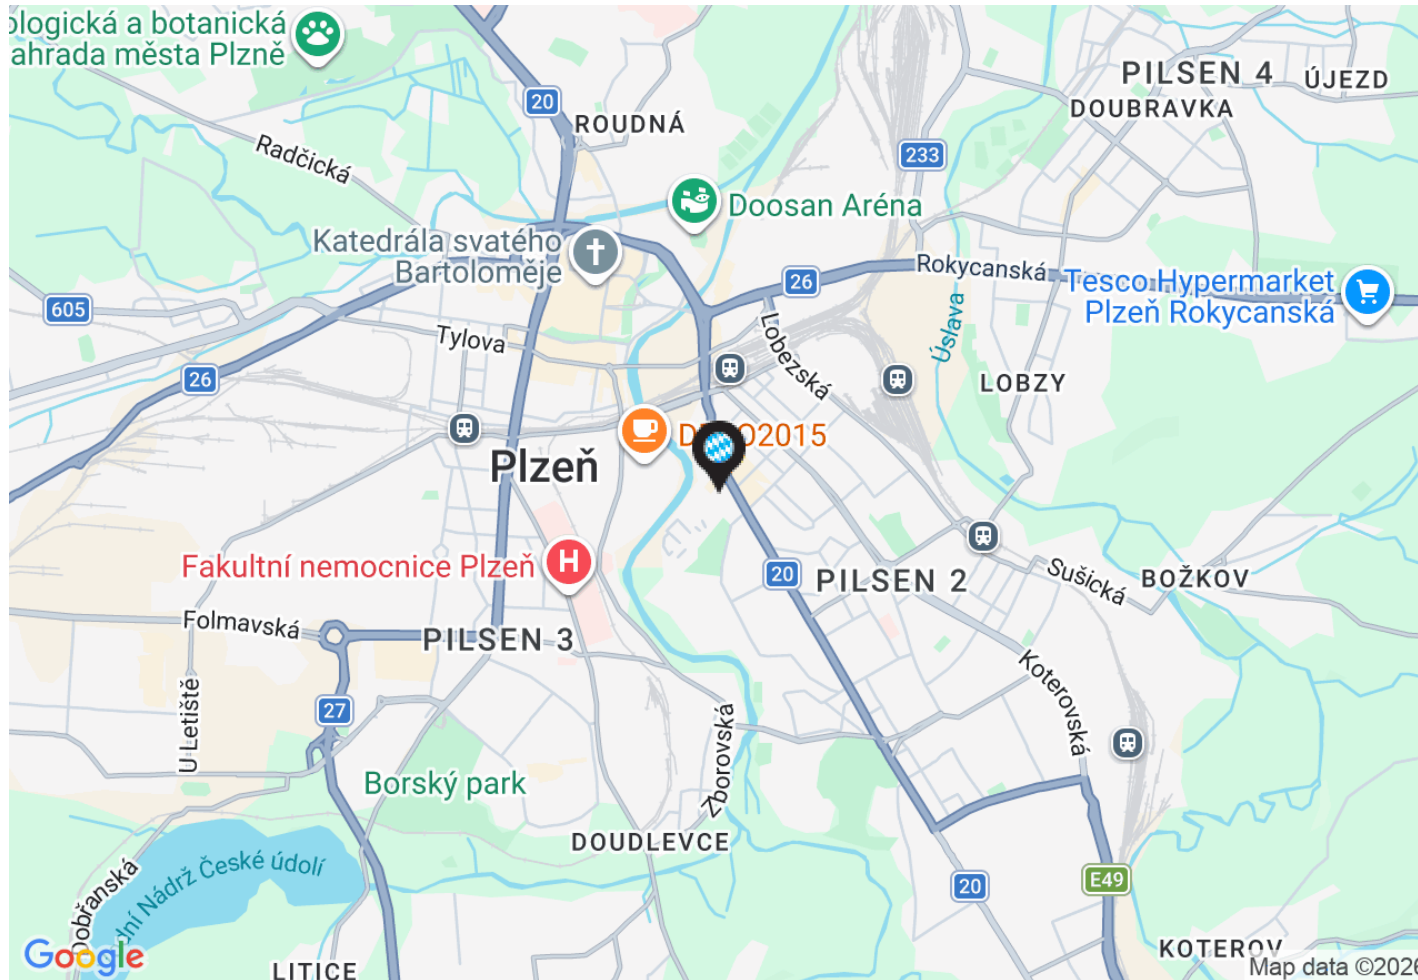 ologická a botanická
ahrada města Plzně
PILSEN 4
ÚJEZD
DOUBRAVKA
20
ROUDNÁ
Radčická
233
Doosan Aréna
Katedrála svatého
Bartoloměje
Rokycanská
26
Tesco Hypermarket
Plzeň Rokycanská
605
Tylova
Lobezská
Úslava
26
LOBZY
2015
Plzeň
Fakultní nemocnice Plzeň
20
PILSEN 2
Sušická
BOŽKOV
Folmavská
PILSEN 3
Koterovská
U Letiště
27
Zborovská
Borský park
DOUDLEVCE
Dobřanská
dní Nádrž České údolí
20
E49
KOTEROV
Google
LITICE
Map data ©2026